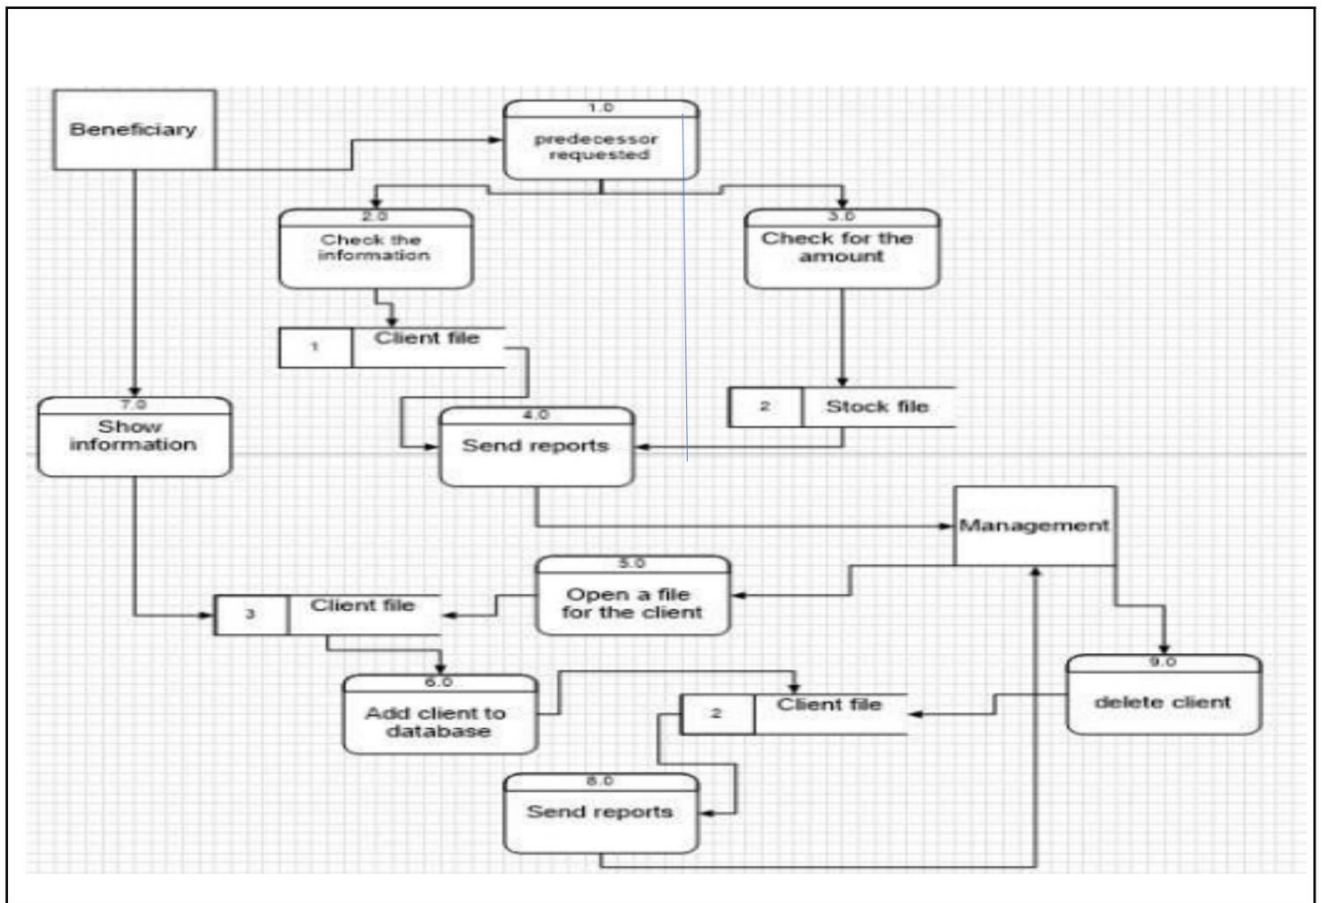 Beneficiary
1.0
predecessor
requested
2.0
Check the
information
3.0
Check for the
amount
1
Client file
2
Stock file
7.0
Show
information
4.0
Send reports
Management
5.0
Open a file
for the client
3
Client file
9.0
delete client
6.0
Add client to
database
2
Client file
8.0
Send reports